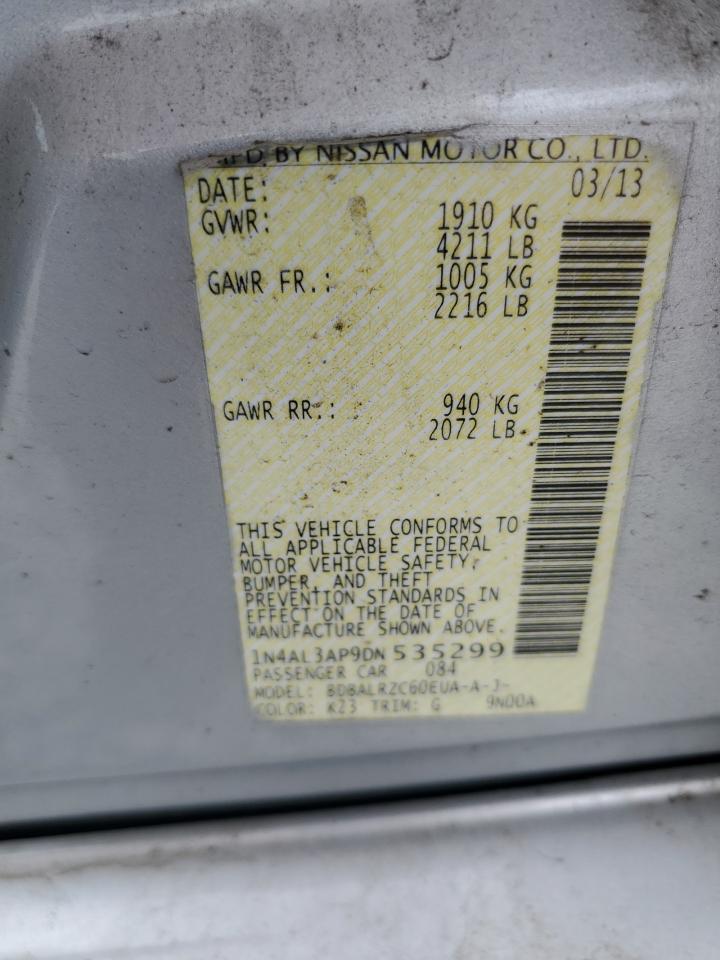 MFD. BY NISSAN MOTOR CO., LTD.
DATE: 03/13
GVWR: 1910 KG
4211 LB
GAWR FR.: 1005 KG
2216 LB
GAWR RR.: 940 KG
2072 LB
THIS VEHICLE CONFORMS TO
ALL APPLICABLE FEDERAL
MOTOR VEHICLE SAFETY,
BUMPER, AND THEFT
PREVENTION STANDARDS IN
EFFECT ON THE DATE OF
MANUFACTURE SHOWN ABOVE.
1N4AL3AP9DN 535299
PASSENGER CAR 084
MODEL: BDBALRZC60EUA-A-J-
COLOR: K23 TRIM: G 9N00A